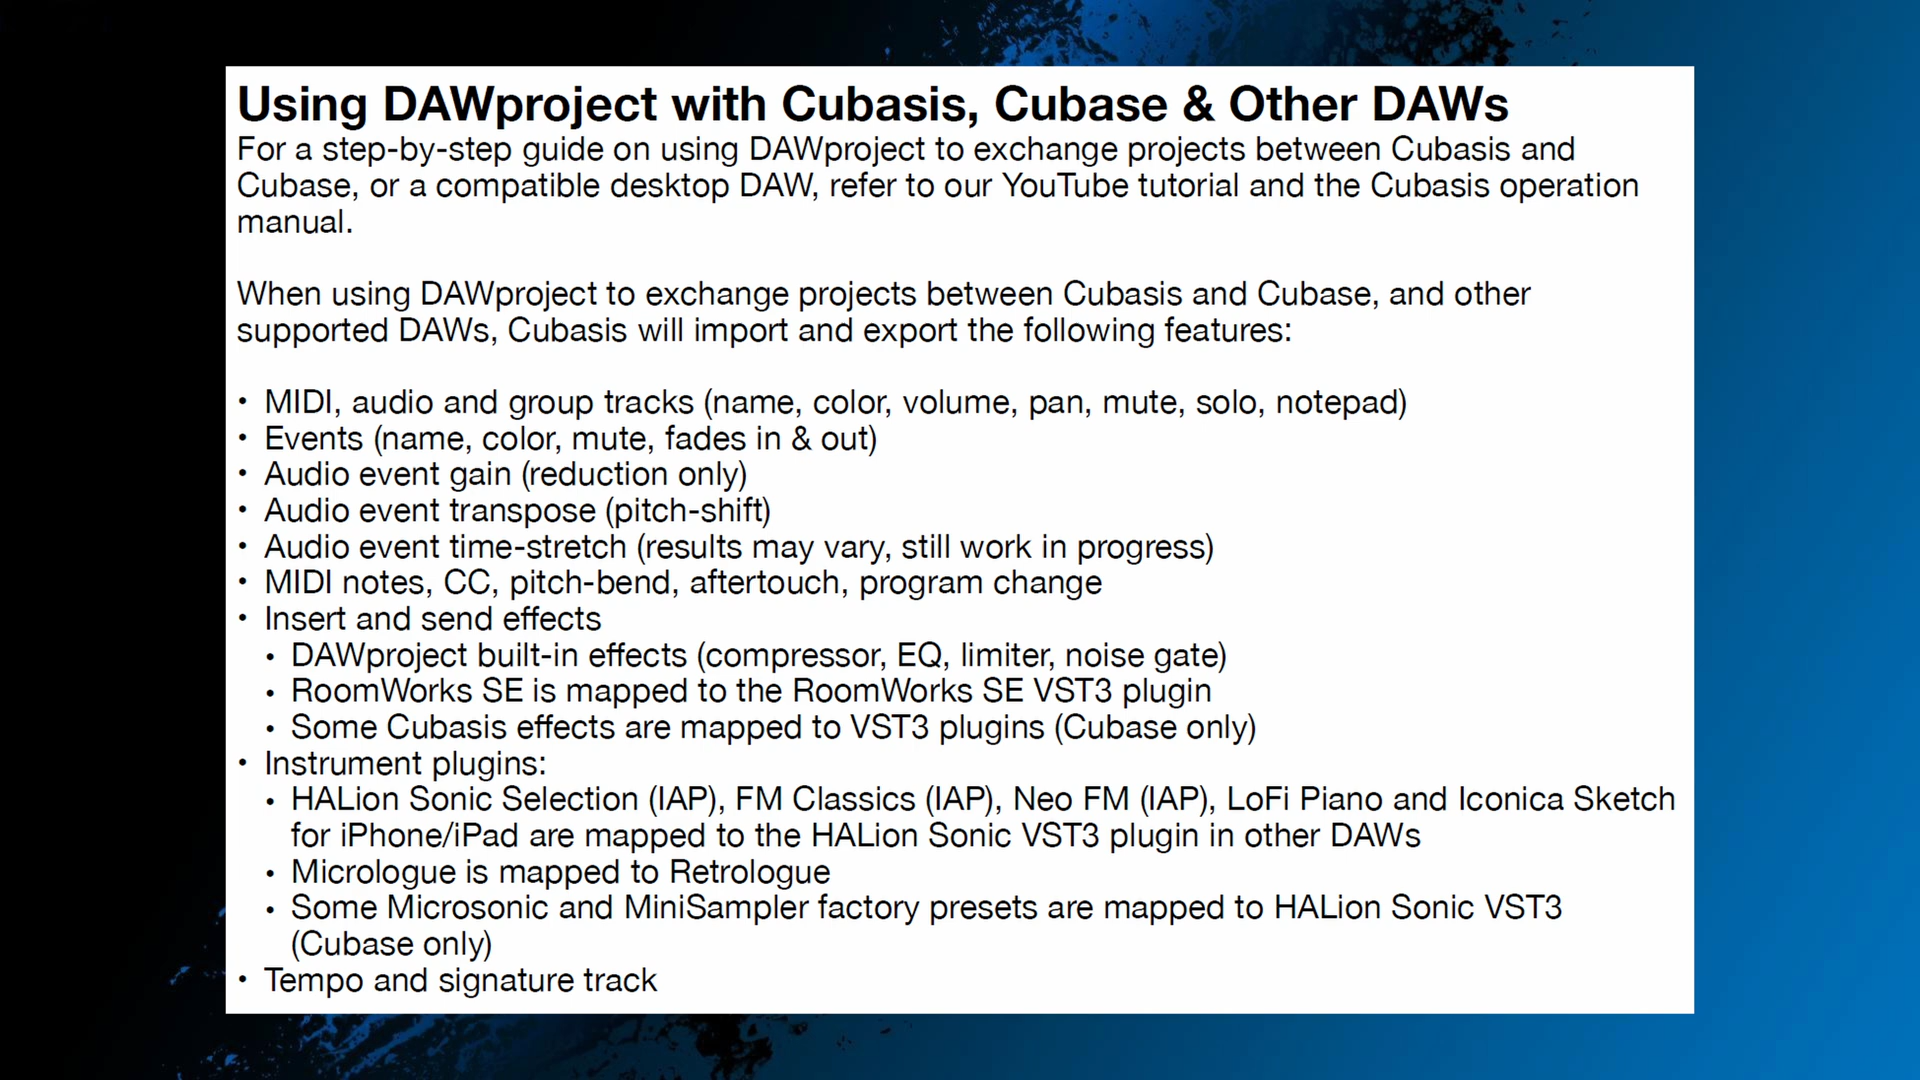 Using DAWproject with Cubasis, Cubase & Other DAWs
For a step-by-step guide on using DAWproject to exchange projects between Cubasis and
Cubase, or a compatible desktop DAW, refer to our YouTube tutorial and the Cubasis operation
manual.
When using DAWproject to exchange projects between Cubasis and Cubase, and other
supported DAWs, Cubasis will import and export the following features:
• MIDI, audio and group tracks (name, color, volume, pan, mute, solo, notepad)
• Events (name, color, mute, fades in & out)
• Audio event gain (reduction only)
• Audio event transpose (pitch-shift)
• Audio event time-stretch (results may vary, still work in progress)
• MIDI notes, CC, pitch-bend, aftertouch, program change
• Insert and send effects
• DAWproject built-in effects (compressor, EQ, limiter, noise gate)
• RoomWorks SE is mapped to the RoomWorks SE VST3 plugin
• Some Cubasis effects are mapped to VST3 plugins (Cubase only)
• Instrument plugins:
• HALion Sonic Selection (IAP), FM Classics (IAP), Neo FM (IAP), LoFi Piano and Iconica Sketch
for iPhone/iPad are mapped to the HALion Sonic VST3 plugin in other DAWs
• Micrologue is mapped to Retrologue
• Some Microsonic and MiniSampler factory presets are mapped to HALion Sonic VST3
(Cubase only)
• Tempo and signature track